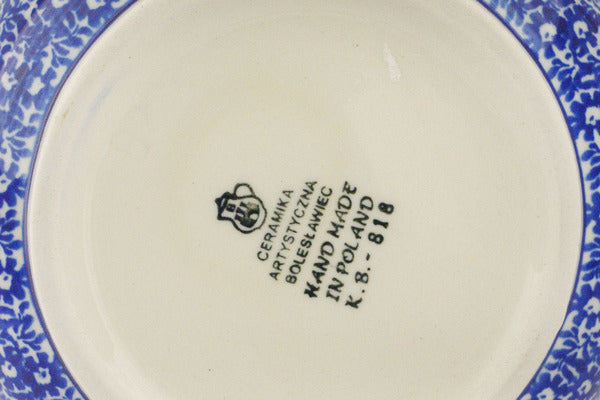 CERAMIKA
ARTYSTYCZNA
BOLESŁAWIEC
HAND MADE
IN POLAND
K.B.-818